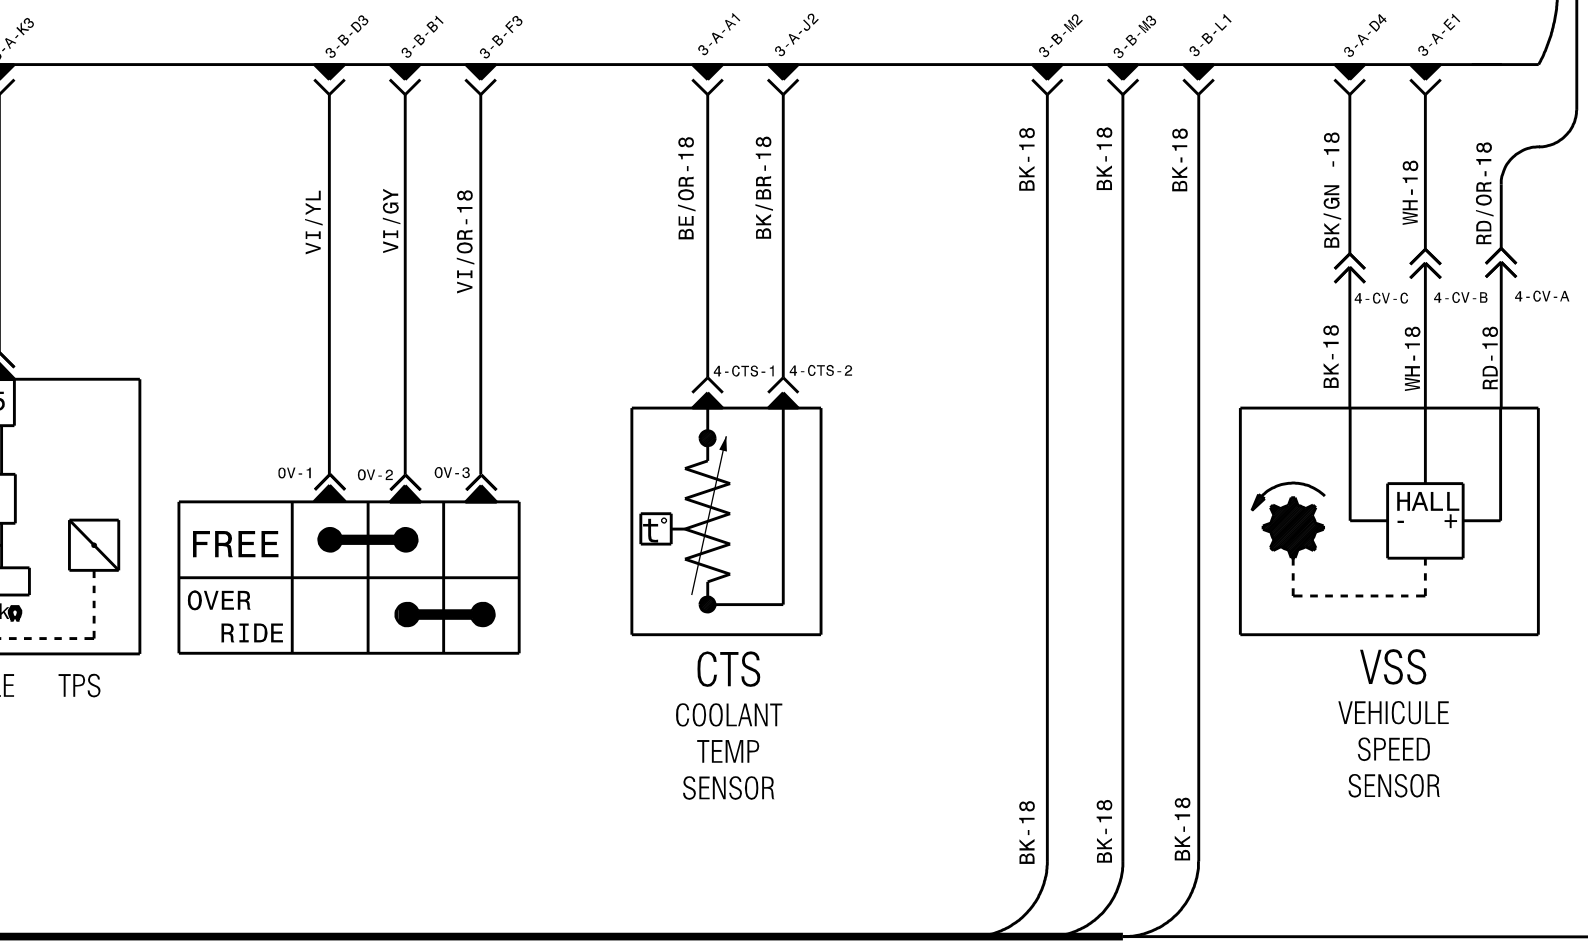 3-A-K3
3-B-D3
3-B-B1
3-B-F3
3-A-A1
3-A-J2
3-B-M2
3-B-M3
3-B-L1
3-A-D4
3-A-E1
VI/YL
VI/GY
VI/OR-18
BE/OR-18
BK/BR-18
BK-18
BK-18
BK-18
BK/GN -18
WH-18
RD/OR-18
4-CV-C
4-CV-B
4-CV-A
BK-18
WH-18
RD-18
4-CTS-1
4-CTS-2
OV-1
OV-2
OV-3
5
FREE
OVER
RIDE
t°
HALL
- +
k
LE
TPS
CTS
COOLANT
TEMP
SENSOR
VSS
VEHICULE
SPEED
SENSOR
BK-18
BK-18
BK-18